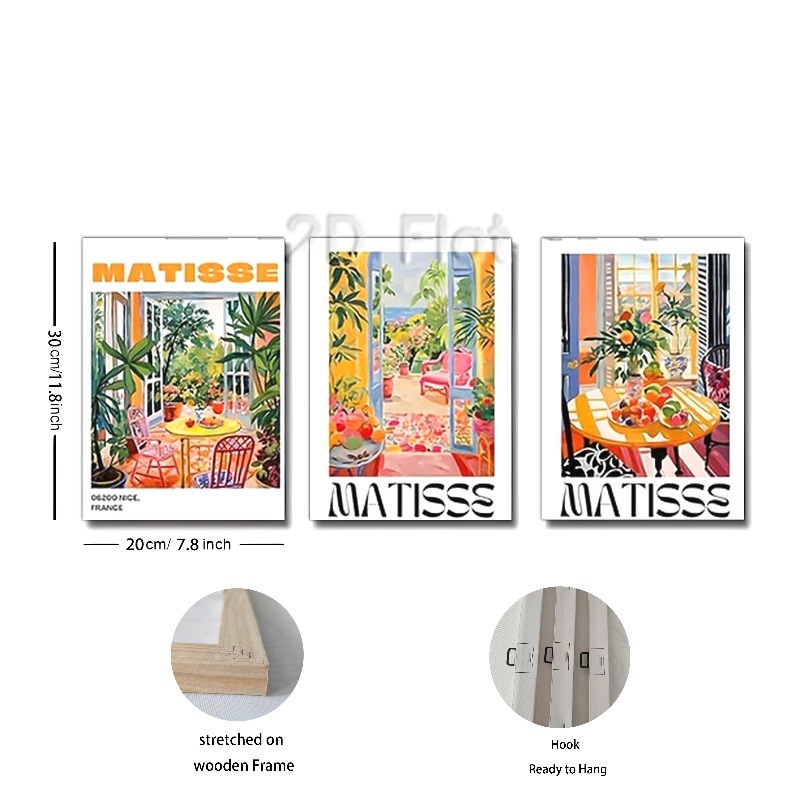 2D Flat
MATISSE
06200 NICE,
FRANCE
MATISSE
MATISSE
30cm/11.8inch
20cm/ 7.8 inch
stretched on
wooden Frame
Hook
Ready to Hang